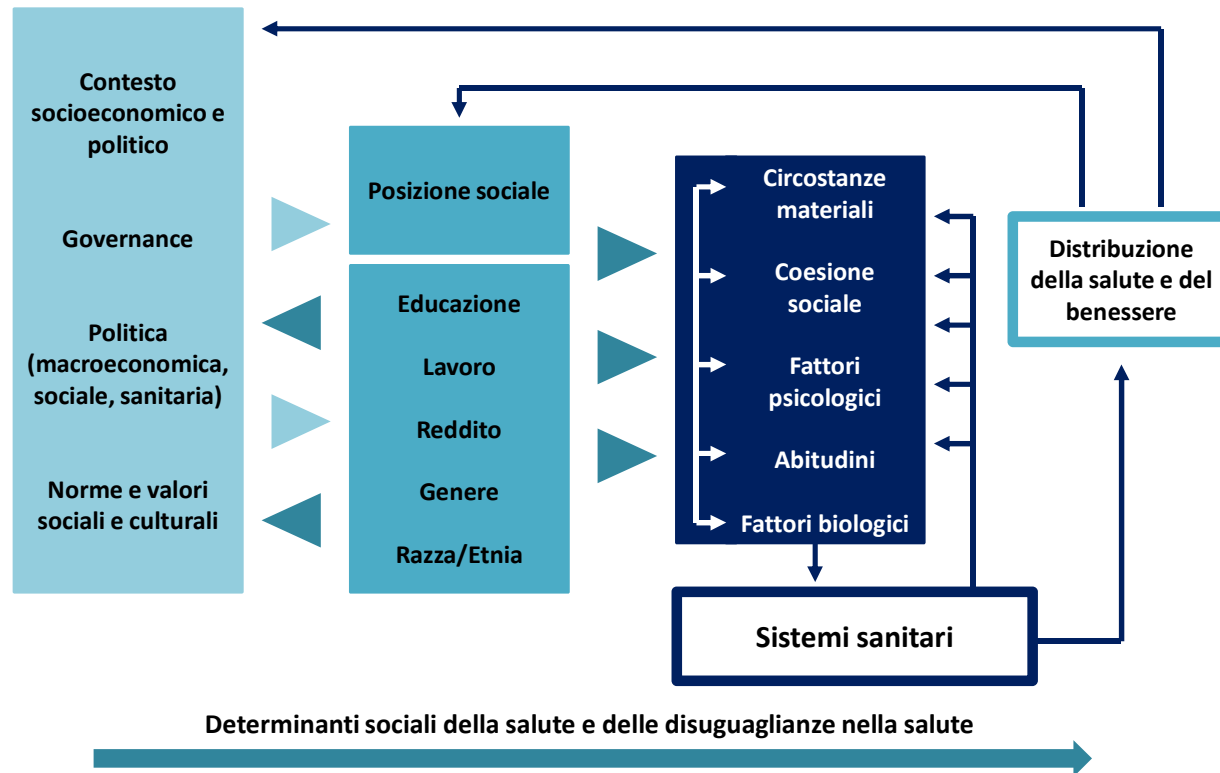 Contesto
socioeconomico e
politico
Governance
Politica
(macroeconomica,
sociale, sanitaria)
Norme e valori
sociali e culturali
Posizione sociale
Educazione
Lavoro
Reddito
Genere
Razza/Etnia
Circostanze
materiali
Coesione
sociale
Fattori
psicologici
Abitudini
Fattori biologici
Distribuzione
della salute e del
benessere
Sistemi sanitari
Determinanti sociali della salute e delle disuguaglianze nella salute